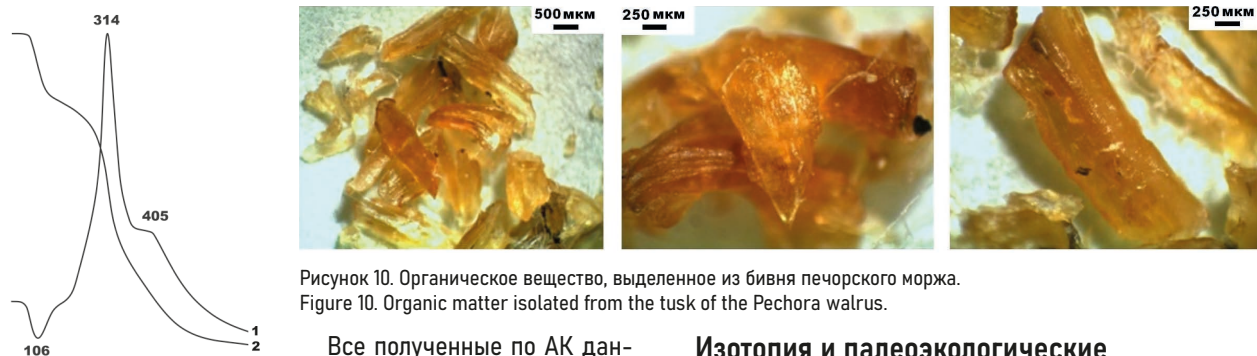 314
405
106
1
2
500 мкм
250 мкм
250 мкм
Рисунок 10. Органическое вещество, выделенное из бивня печорского моржа.
Figure 10. Organic matter isolated from the tusk of the Pechora walrus.
Все полученные по АК дан-
Изотопия и палеоэкологические